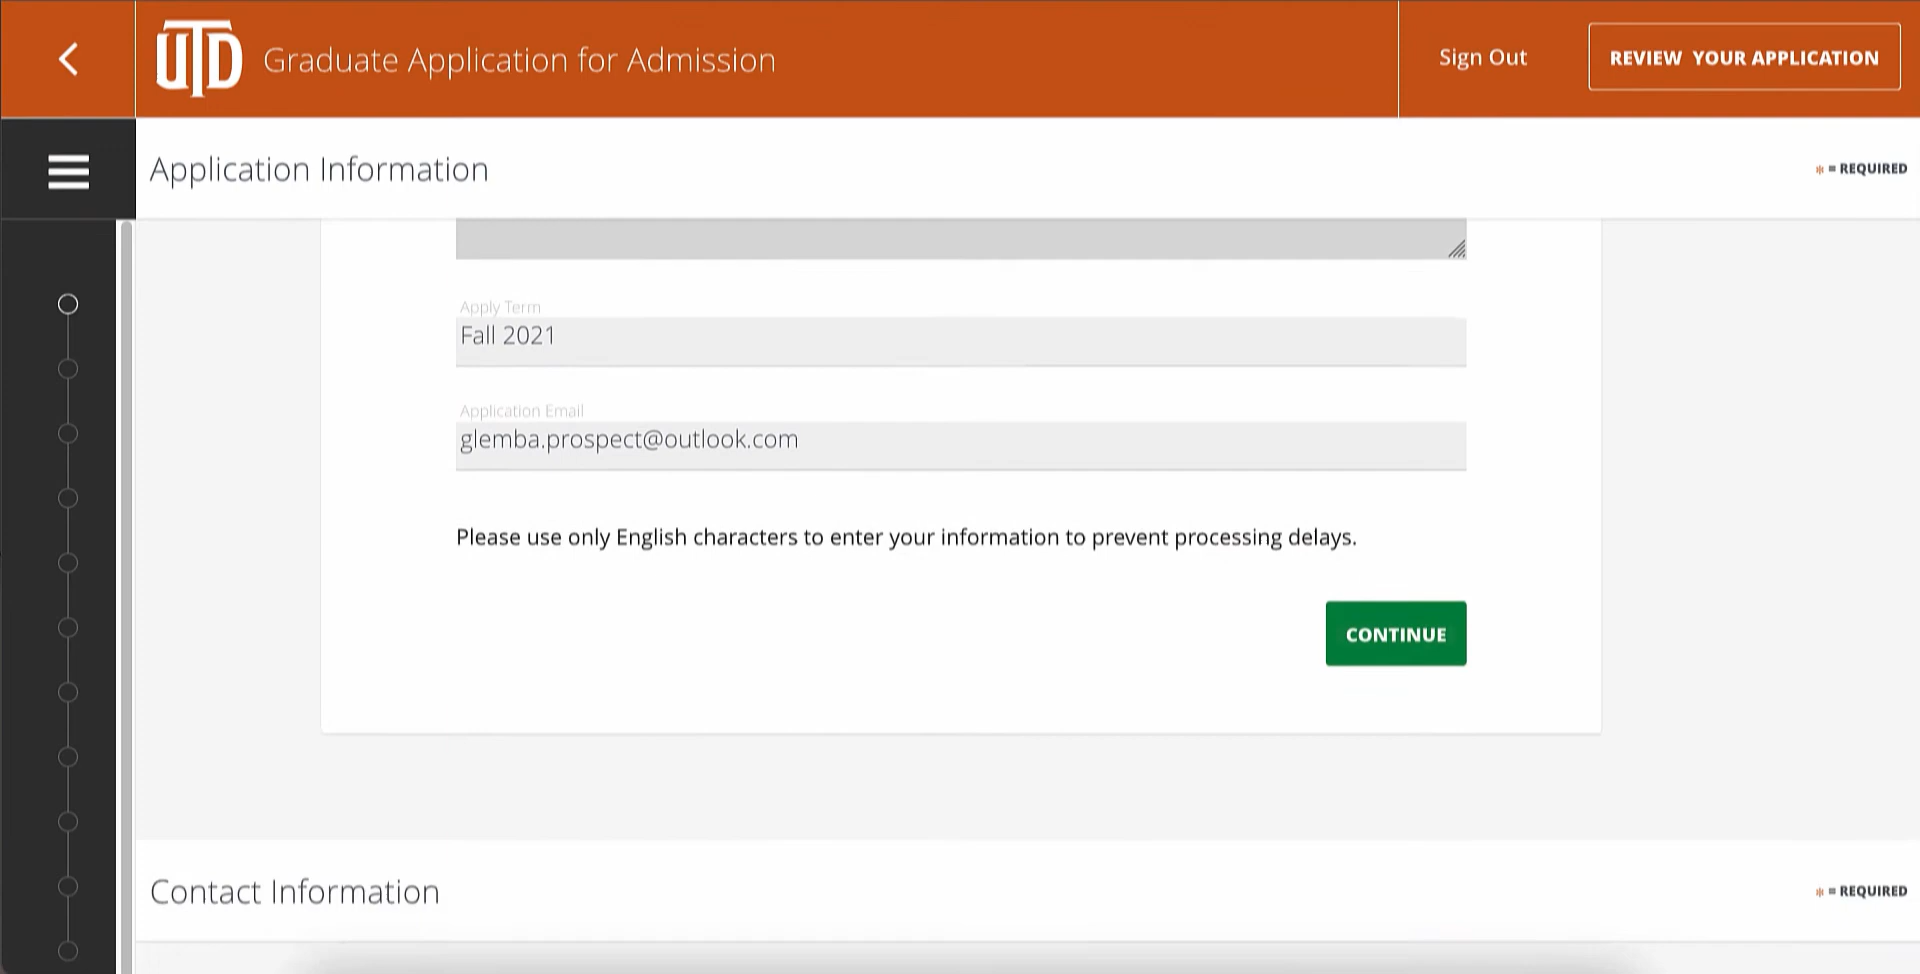 UTD Graduate Application for Admission
Sign Out
REVIEW YOUR APPLICATION
Application Information
* = REQUIRED
Apply Term
Fall 2021
Application Email
glemba.prospect@outlook.com
Please use only English characters to enter your information to prevent processing delays.
CONTINUE
Contact Information
* = REQUIRED